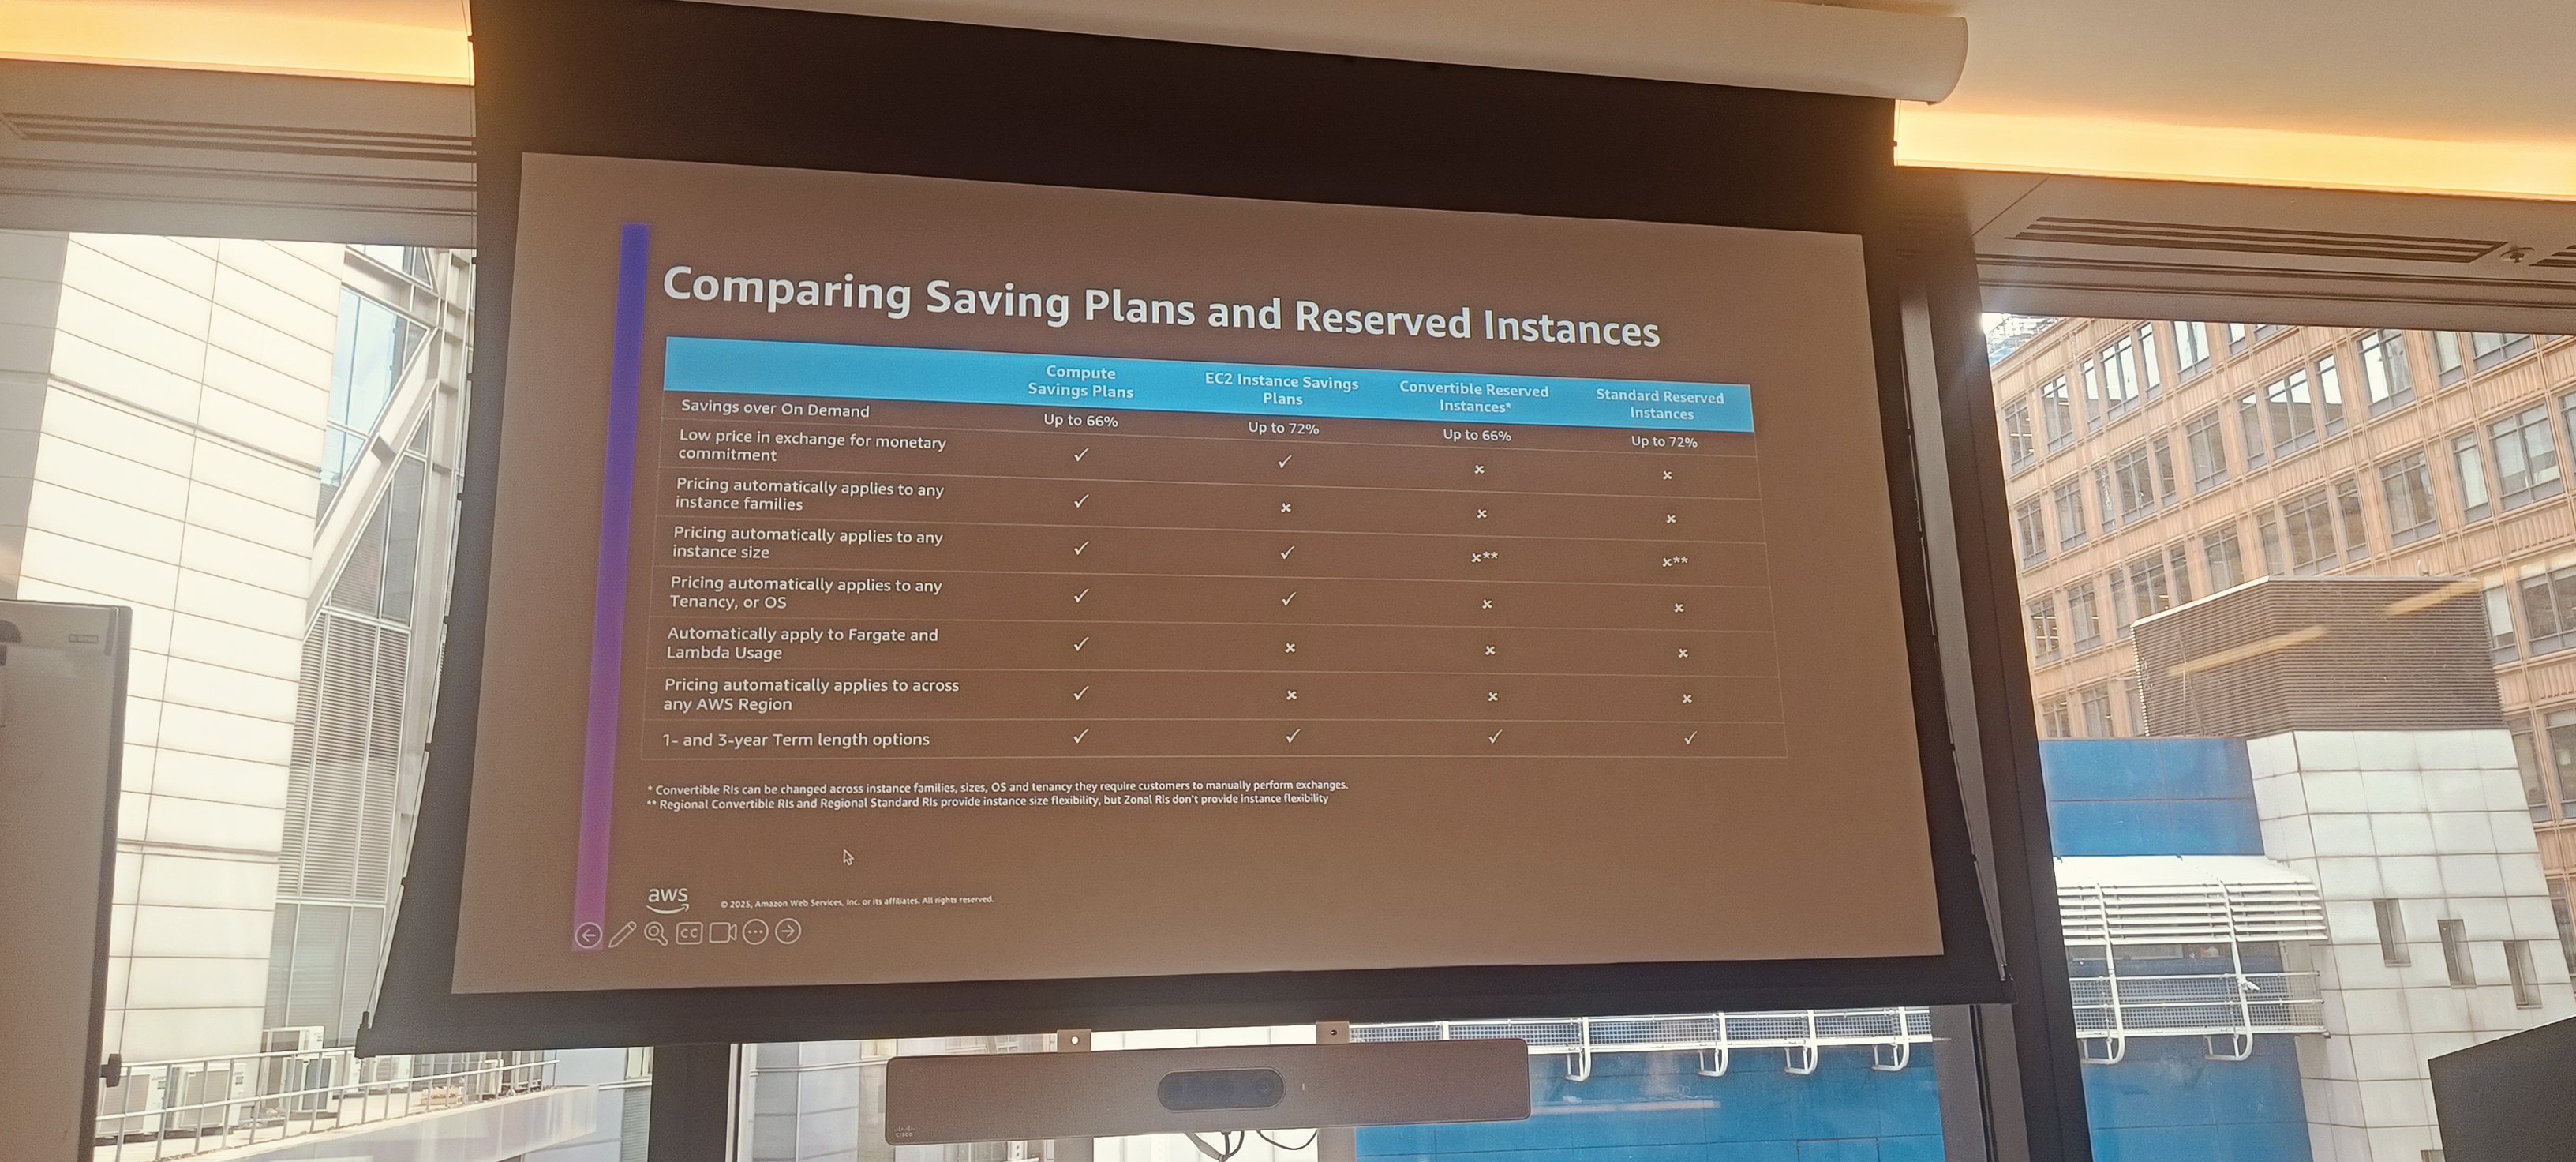 Comparing Saving Plans and Reserved Instances
Compute
Savings Plans
EC2 Instance Savings
Plans
Convertible Reserved
Instances*
Standard Reserved
Instances
Savings over On Demand
Up to 66%
Up to 72%
Up to 66%
Up to 72%
Low price in exchange for monetary
commitment
✓ ✓ × ×
Pricing automatically applies to any
instance families
✓ × × ×
Pricing automatically applies to any
instance size
✓ ✓ ×** ×**
Pricing automatically applies to any
Tenancy, or OS
✓ ✓ × ×
Automatically apply to Fargate and
Lambda Usage
✓ × × ×
Pricing automatically applies to across
any AWS Region
✓ × × ×
1- and 3-year Term length options
✓ ✓ ✓ ✓
* Convertible RIs can be changed across instance families, sizes, OS and tenancy they require customers to manually perform exchanges.
** Regional Convertible RIs and Regional Standard RIs provide instance size flexibility, but Zonal Ris don't provide instance flexibility
aws
© 2025, Amazon Web Services, Inc. or its affiliates. All rights reserved.
CC
cisco